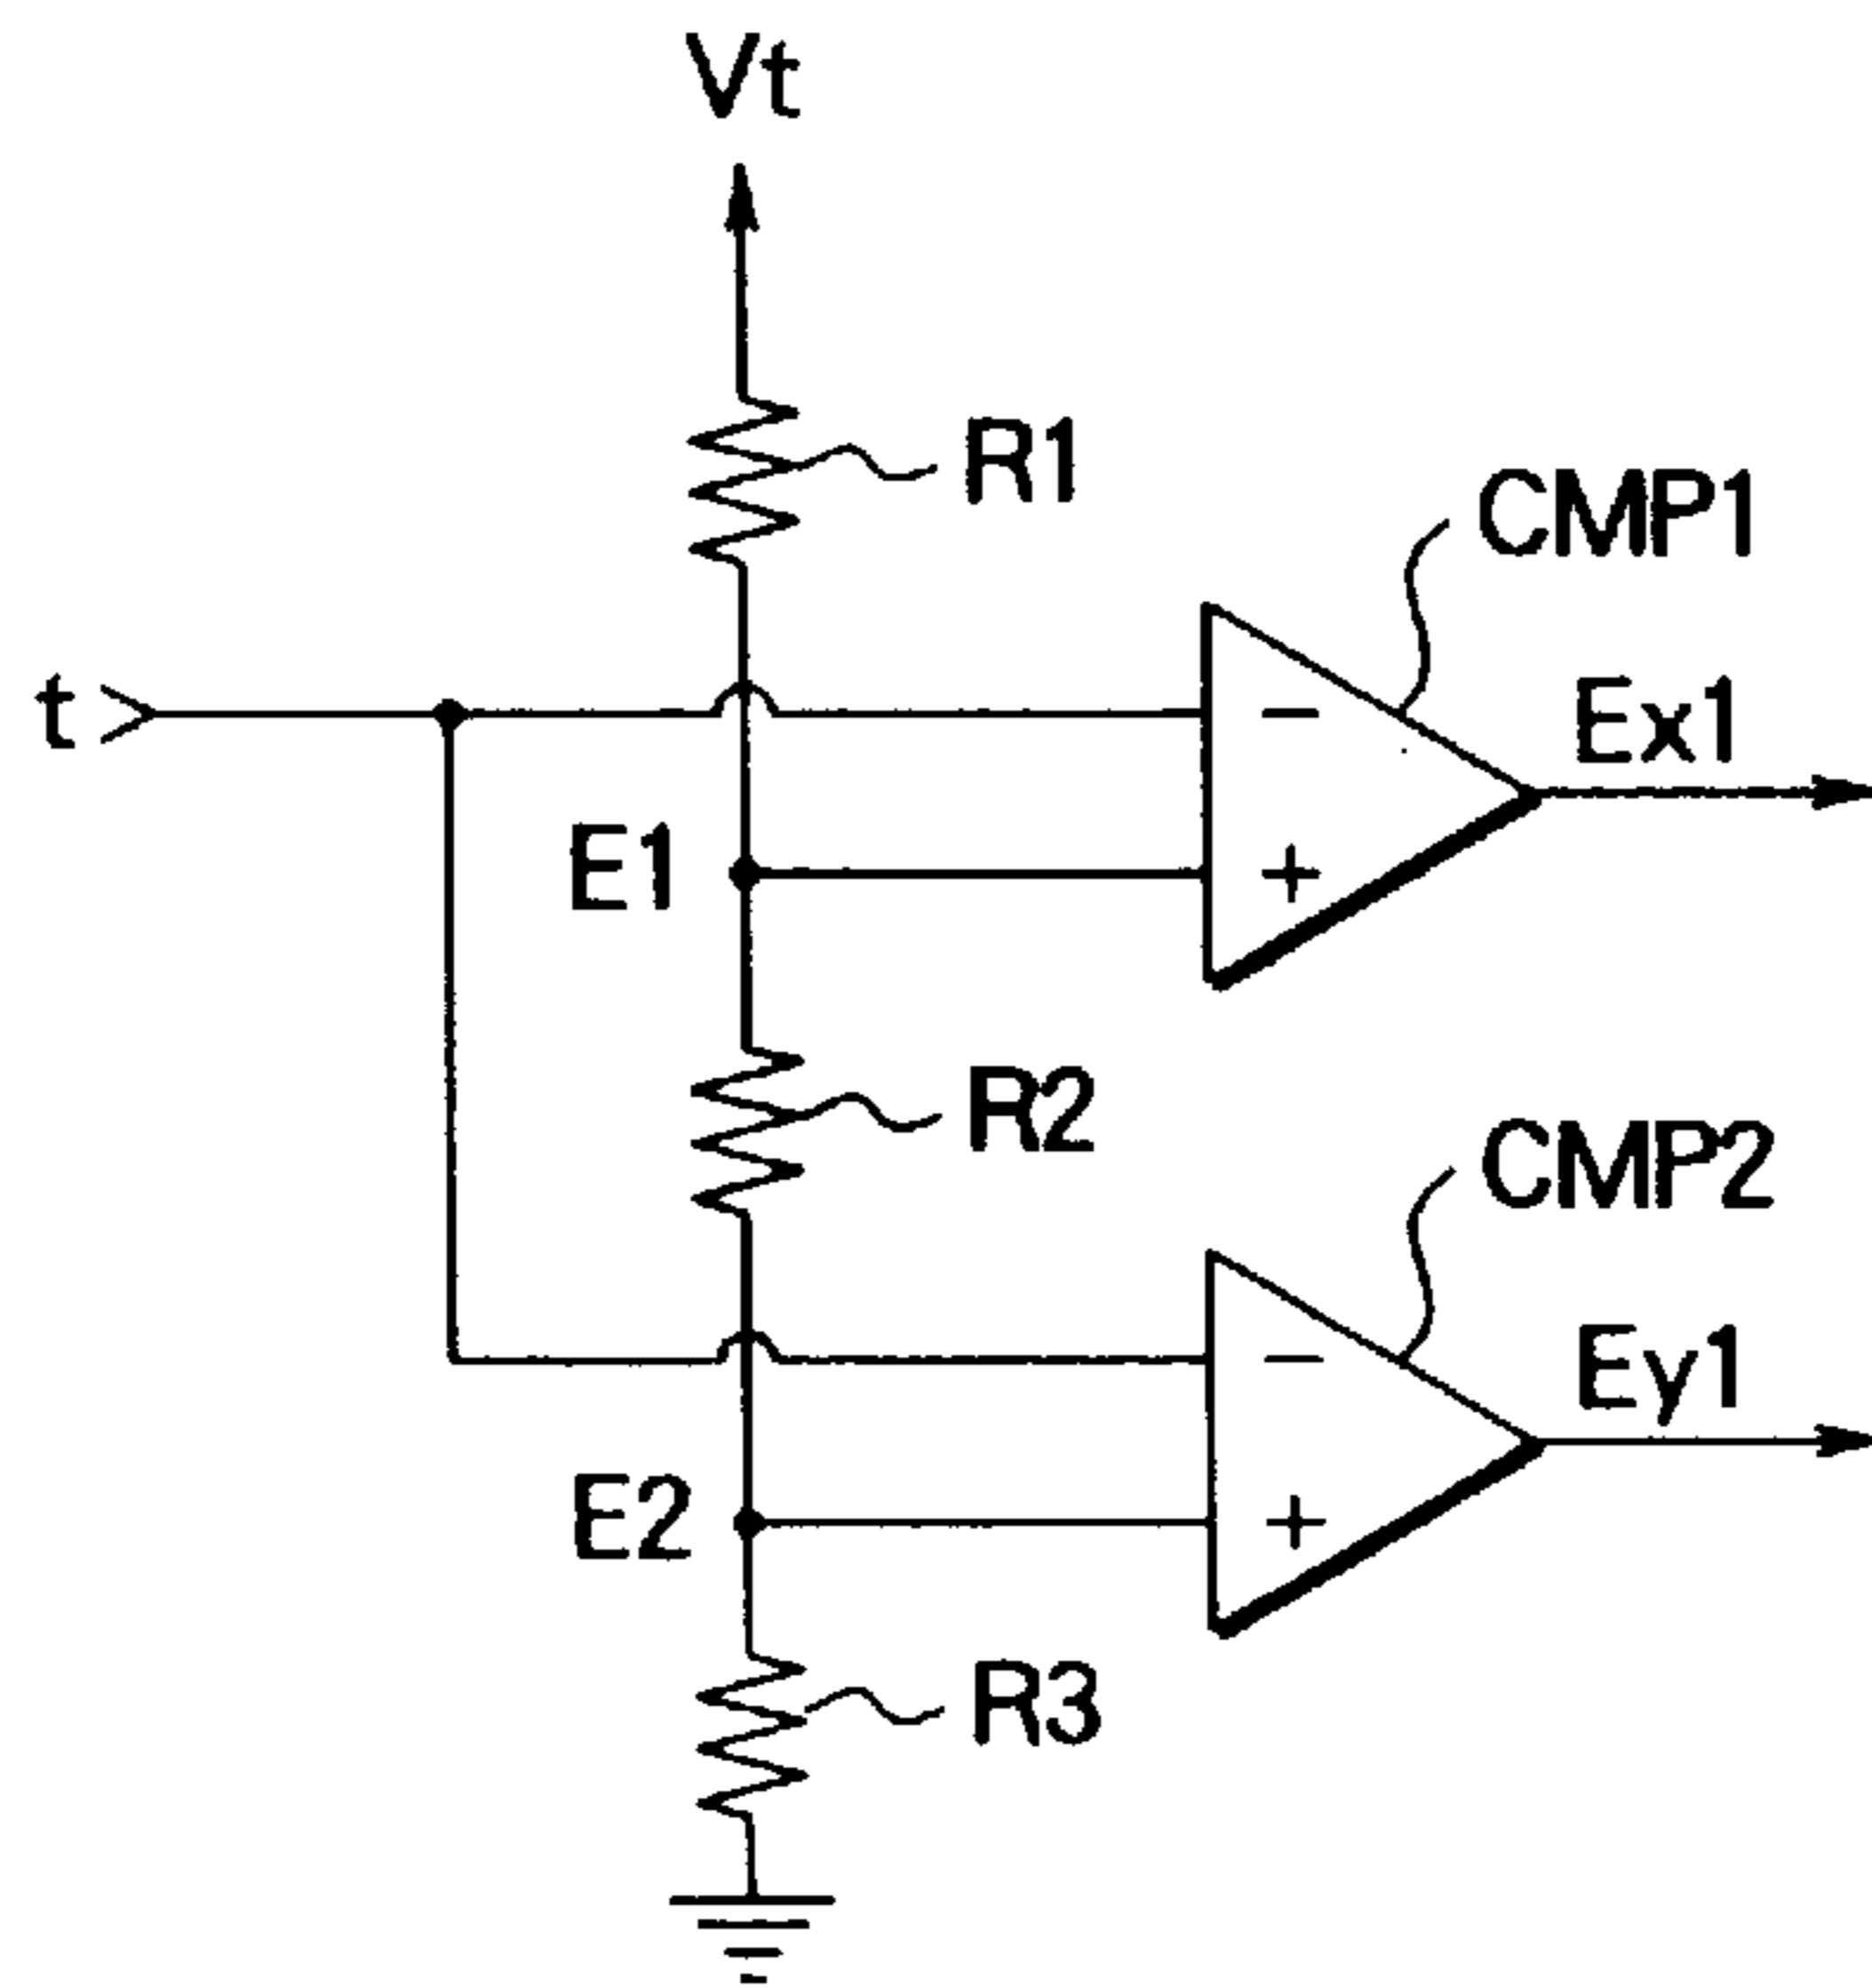 Vt
R1
CMP1
t
Ex1
−
E1
+
R2
CMP2
Ey1
−
E2
+
R3